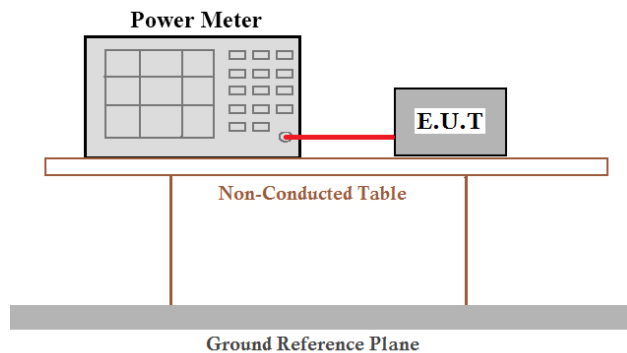 Power Meter
E.U.T
Non-Conducted Table
Ground Reference Plane